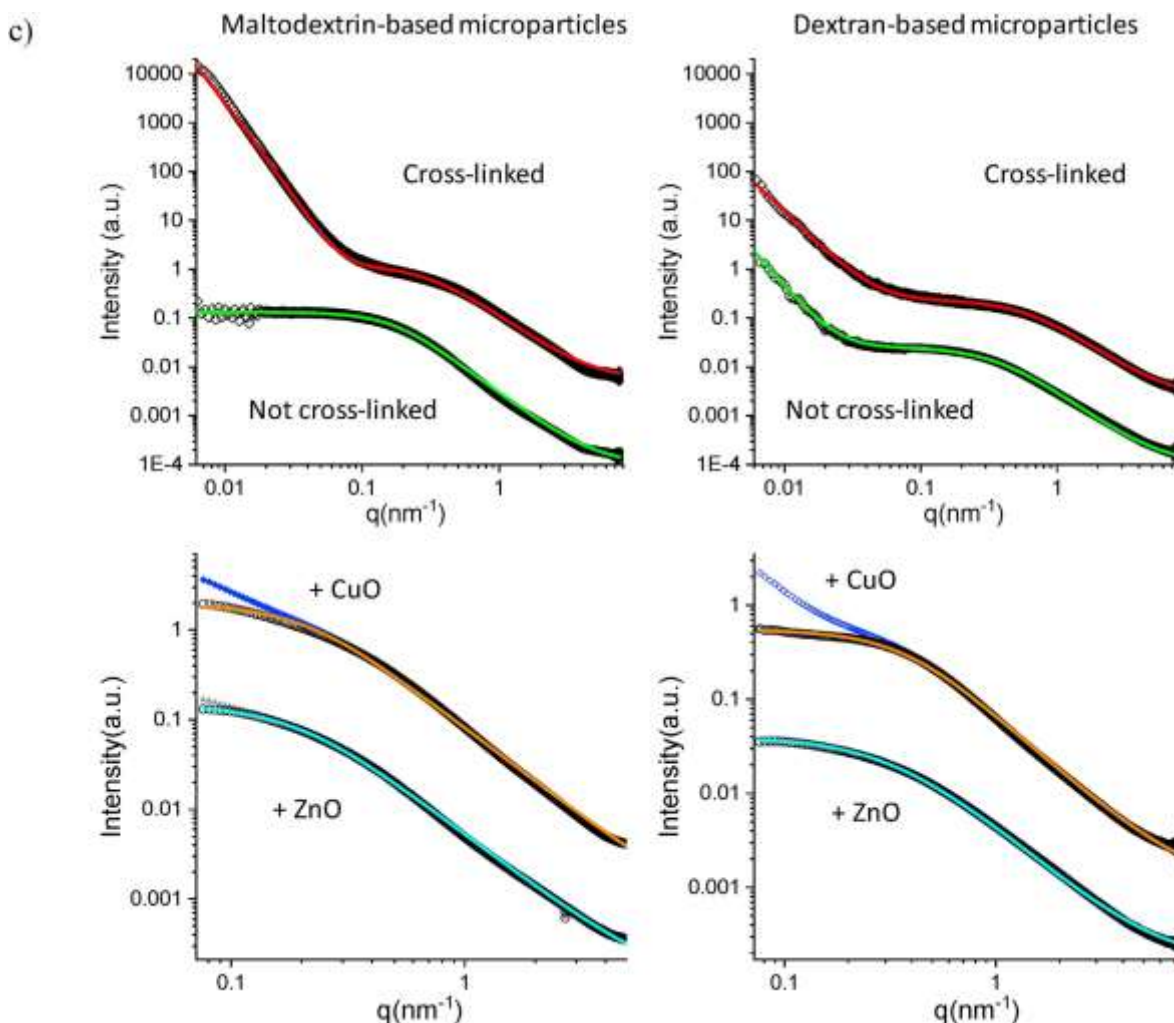 c)
Maltodextrin-based microparticles
Dextran-based microparticles
10000
1000
100
10
1
0.1
0.01
0.001
1E-4
Intensity (a.u.)
Cross-linked
Not cross-linked
0.01
0.1
1
q(nm-1)
100
10
1
0.1
0.01
0.001
1E-4
Intensity (a.u.)
Cross-linked
Not cross-linked
0.01
0.1
1
q(nm-1)
1
0.1
0.01
0.001
Intensity(a.u.)
+ CuO
+ ZnO
0.1
1
q(nm-1)
1
0.1
0.01
0.001
Intensity(a.u.)
+ CuO
+ ZnO
0.1
1
q(nm-1)